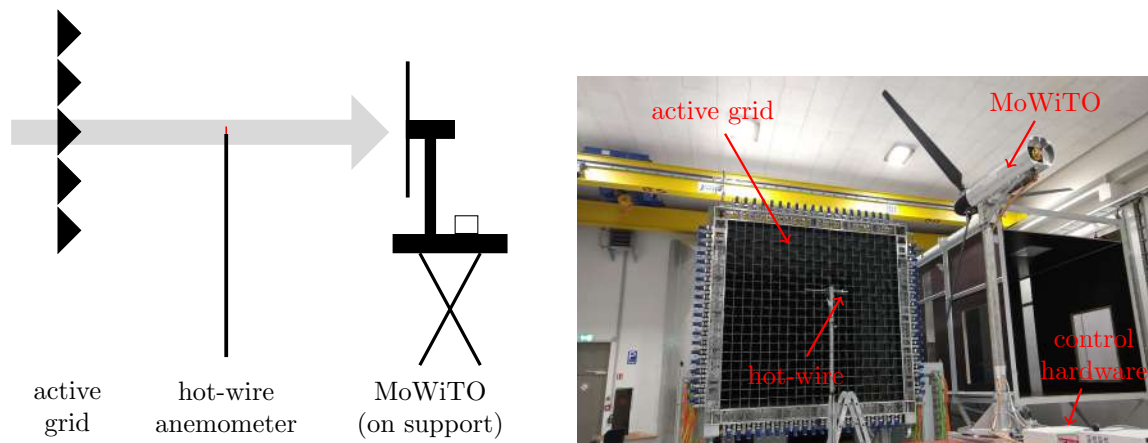 active
grid
hot-wire
anemometer
MoWiTO
(on support)
active grid
MoWiTO
hot-wire
control
hardware